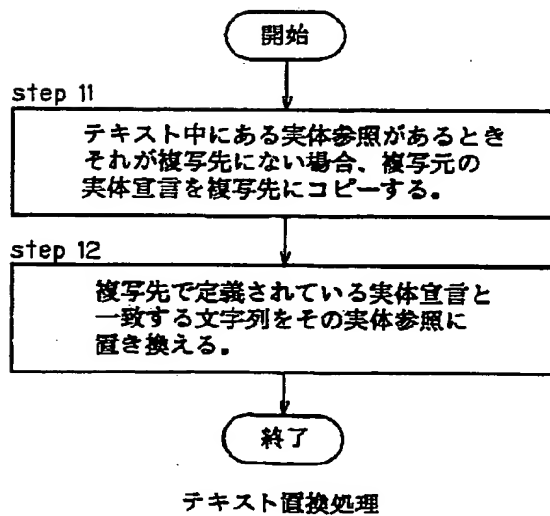 開始
step 11
テキスト中にある実体参照があるとき
それが複写先にない場合、複写元の
実体宣言を複写先にコピーする。
step 12
複写先で定義されている実体宣言と
一致する文字列をその実体参照に
置き換える。
終了
テキスト置換処理